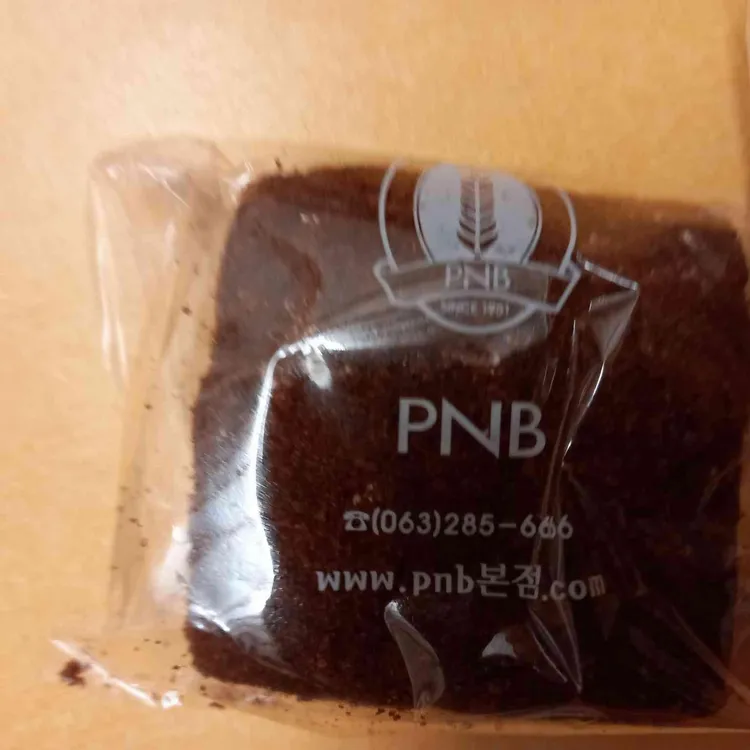 PNB
SINCE 1951
PNB
☎(063)285-666
www.pnb본점.com